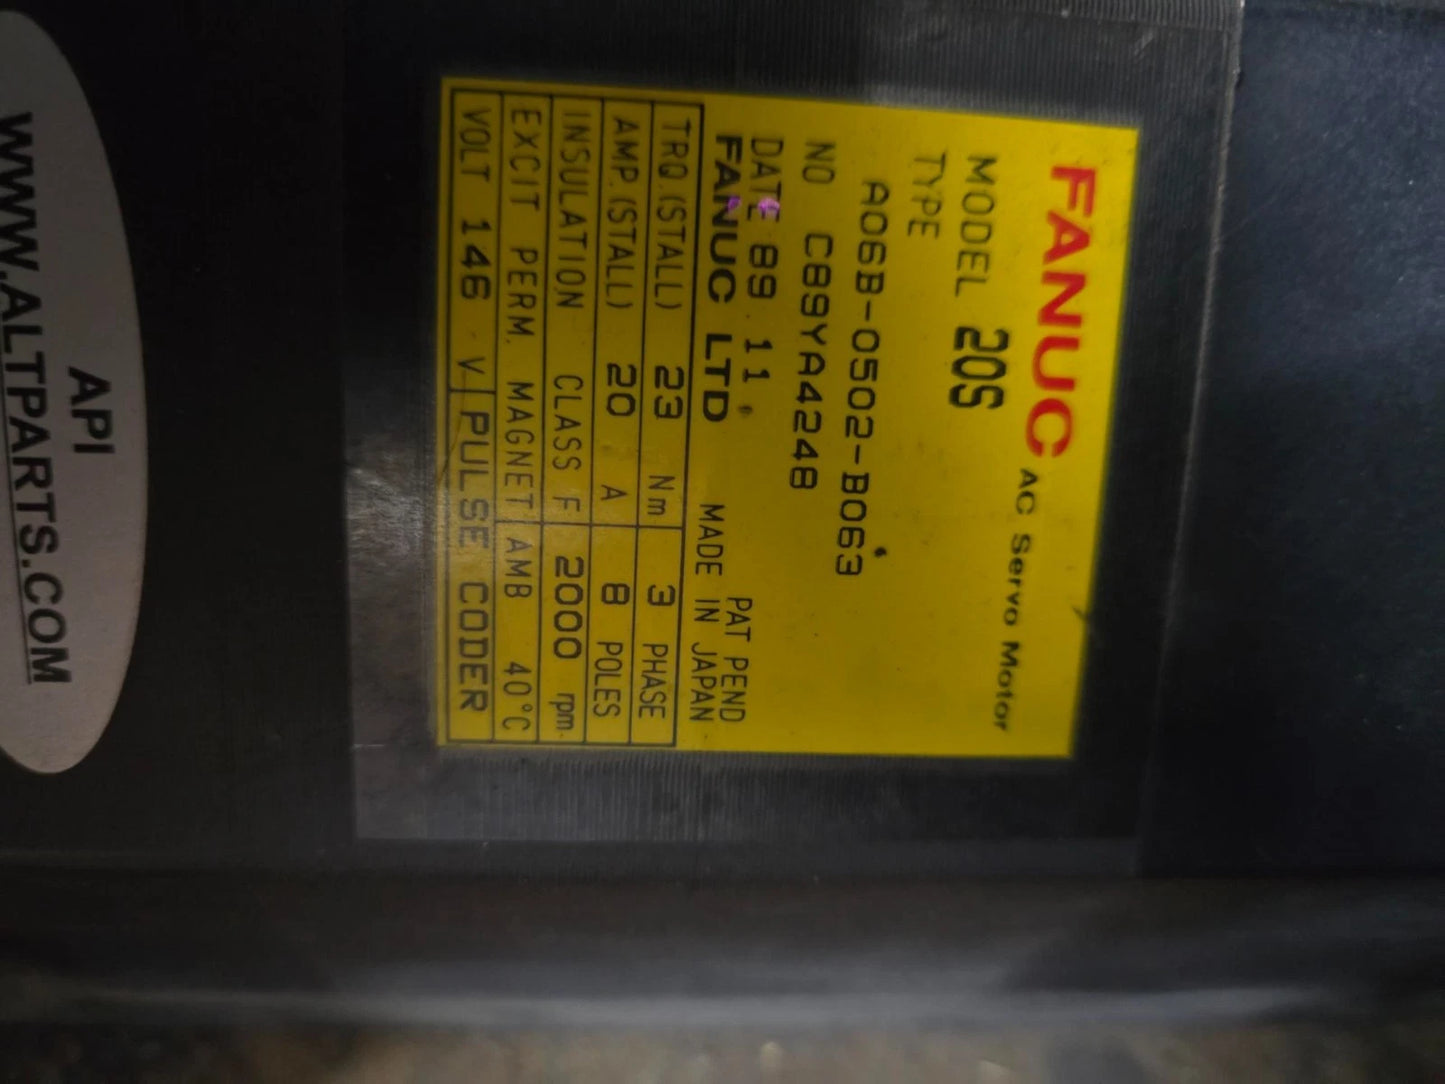 FANUC AC Servo Motor
MODEL 20S
TYPE
A06B-0502-B063
NO C89YA4248
DATE 89.11 PAT PEND
FANUC LTD MADE IN JAPAN
TRQ.(STALL) 23 Nm 3 PHASE
AMP.(STALL) 20 A 8 POLES
INSULATION CLASS F 2000 rpm
EXCIT PERM. MAGNET AMB 40°C
VOLT 146 V PULSE CODER
API
WWW.ALTPARTS.COM